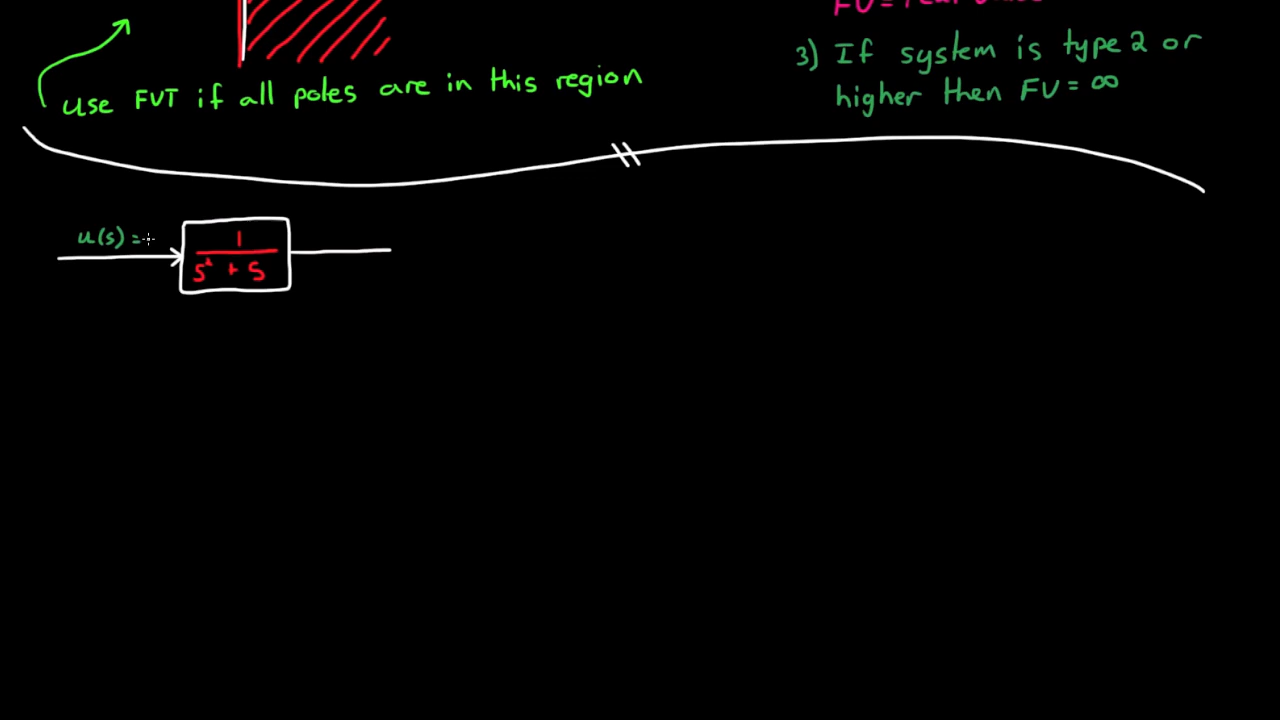 use FVT if all poles are in this region
3) If system is type 2 or
higher then FV = ∞
u(s) =
1
s² + s